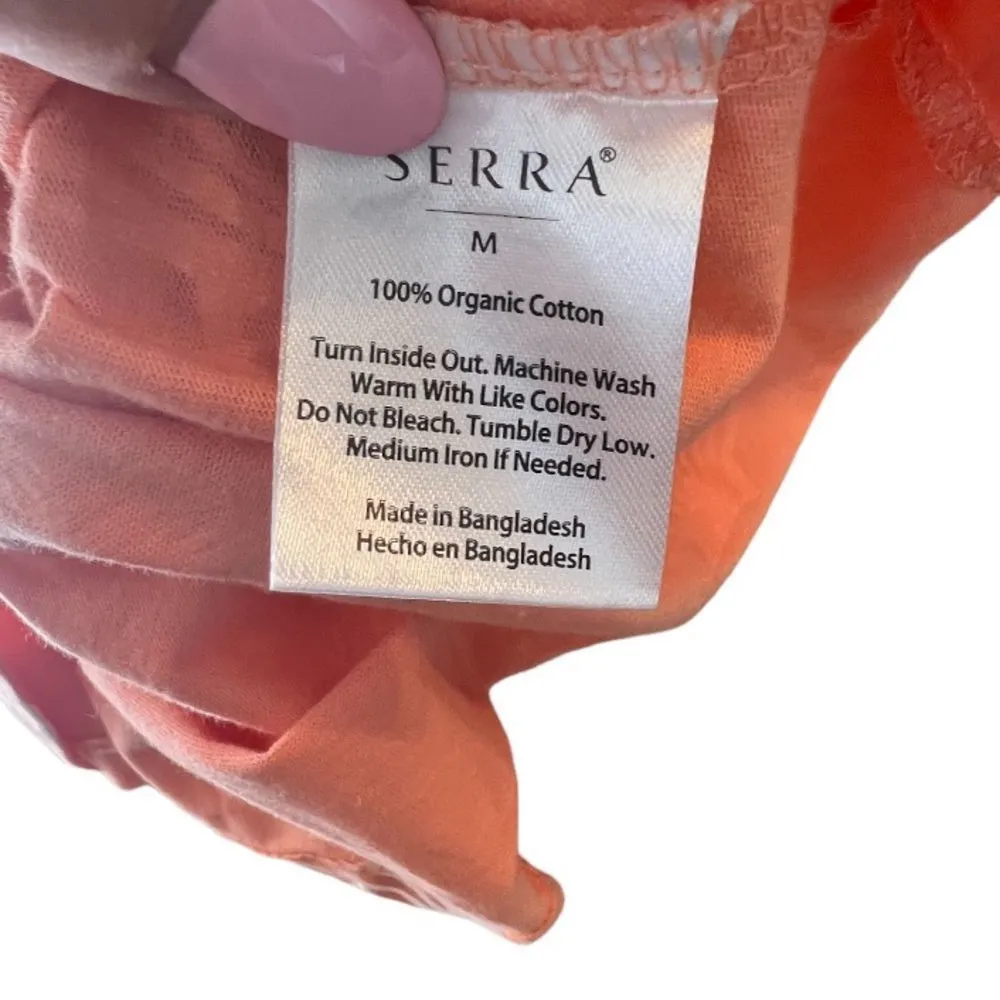 SERRA®
M
100% Organic Cotton
Turn Inside Out. Machine Wash
Warm With Like Colors.
Do Not Bleach. Tumble Dry Low.
Medium Iron If Needed.
Made in Bangladesh
Hecho en Bangladesh